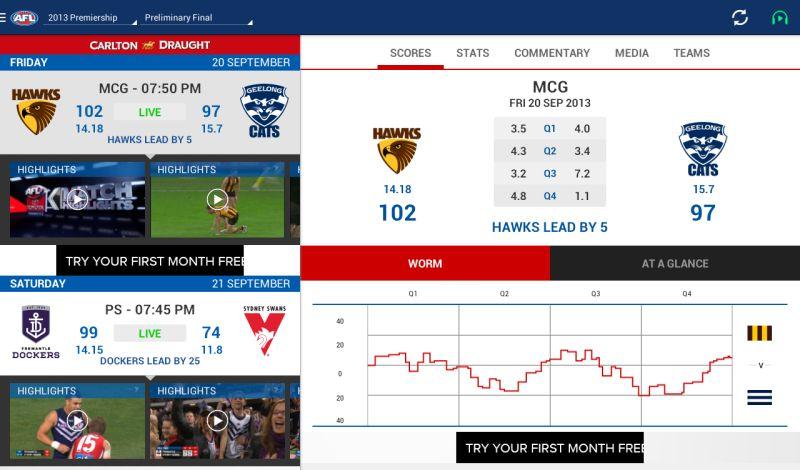 AFL 2013 Premiership Preliminary Final
CARLTON DRAUGHT
FRIDAY 20 SEPTEMBER
MCG - 07:50 PM
HAWKS
102 LIVE 97
GEELONG
CATS
14.18 15.7
HAWKS LEAD BY 5
HIGHLIGHTS HIGHLIGHTS H
TRY YOUR FIRST MONTH FREE
SATURDAY 21 SEPTEMBER
PS - 07:45 PM
SYDNEY SWANS
99 LIVE 74
FREMANTLE
DOCKERS
14.15 11.8
DOCKERS LEAD BY 25
HIGHLIGHTS HIGHLIGHTS H
15
SCORES STATS COMMENTARY MEDIA TEAMS
MCG
FRI 20 SEP 2013
HAWKS
GEELONG
CATS
3.5 Q1 4.0
4.3 Q2 3.4
3.2 Q3 7.2
4.8 Q4 1.1
14.18 15.7
102 97
HAWKS LEAD BY 5
WORM AT A GLANCE
Q1 Q2 Q3 Q4
40
20
0
20
40
V
TRY YOUR FIRST MONTH FREE